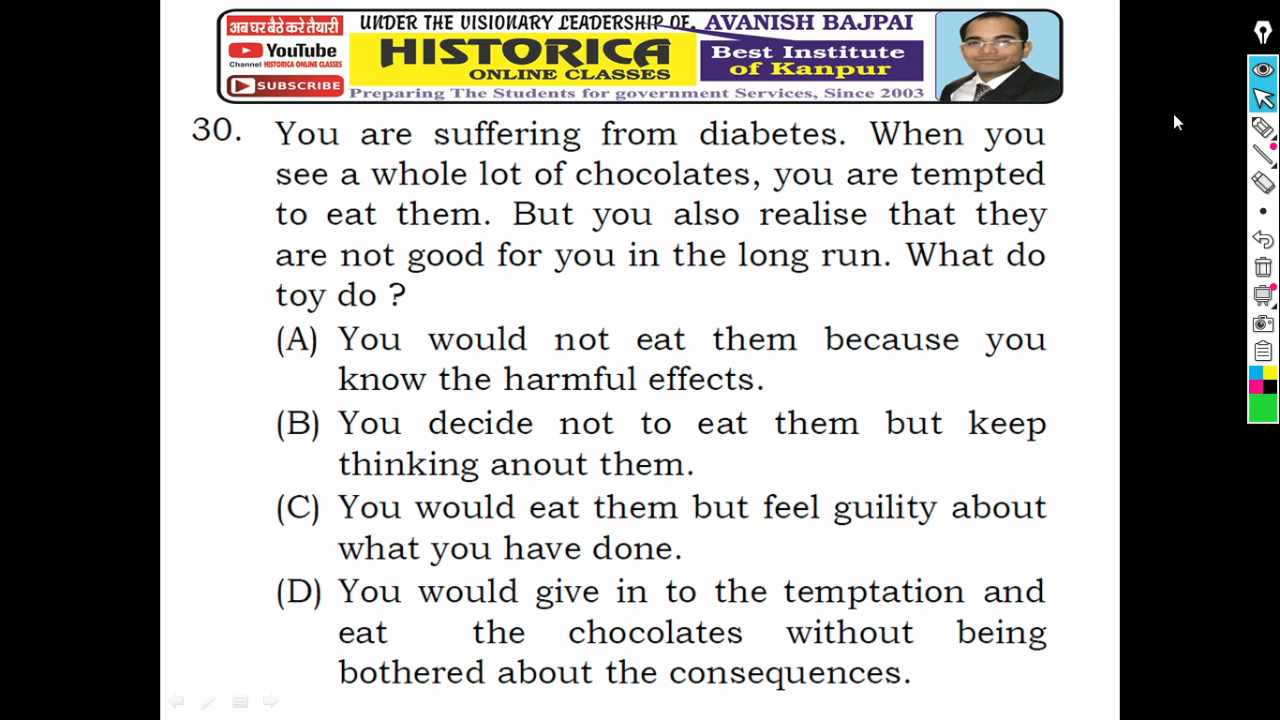 अब घर बैठे करे तैयारी
YouTube
Channel HISTORICA ONLINE CLASSES
SUBSCRIBE
UNDER THE VISIONARY LEADERSHIP OF. AVANISH BAJPAI
HISTORICA
ONLINE CLASSES
Best Institute
of Kanpur
Preparing The Students for government Services, Since 2003
30. You are suffering from diabetes. When you
see a whole lot of chocolates, you are tempted
to eat them. But you also realise that they
are not good for you in the long run. What do
toy do ?
(A) You would not eat them because you
know the harmful effects.
(B) You decide not to eat them but keep
thinking anout them.
(C) You would eat them but feel guility about
what you have done.
(D) You would give in to the temptation and
eat the chocolates without being
bothered about the consequences.